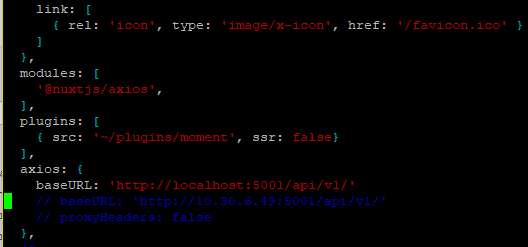 link: [
{ rel: 'icon', type: 'image/x-icon', href: '/favicon.ico' }
]
},
modules: [
'@nuxtjs/axios',
],
plugins: [
{ src: '~/plugins/moment', ssr: false}
],
axios: {
baseURL: 'http://localhost:5001/api/v1/'
// baseURL: 'http://10.30.6.49:5001/api/v1/'
// proxyHeaders: false
},